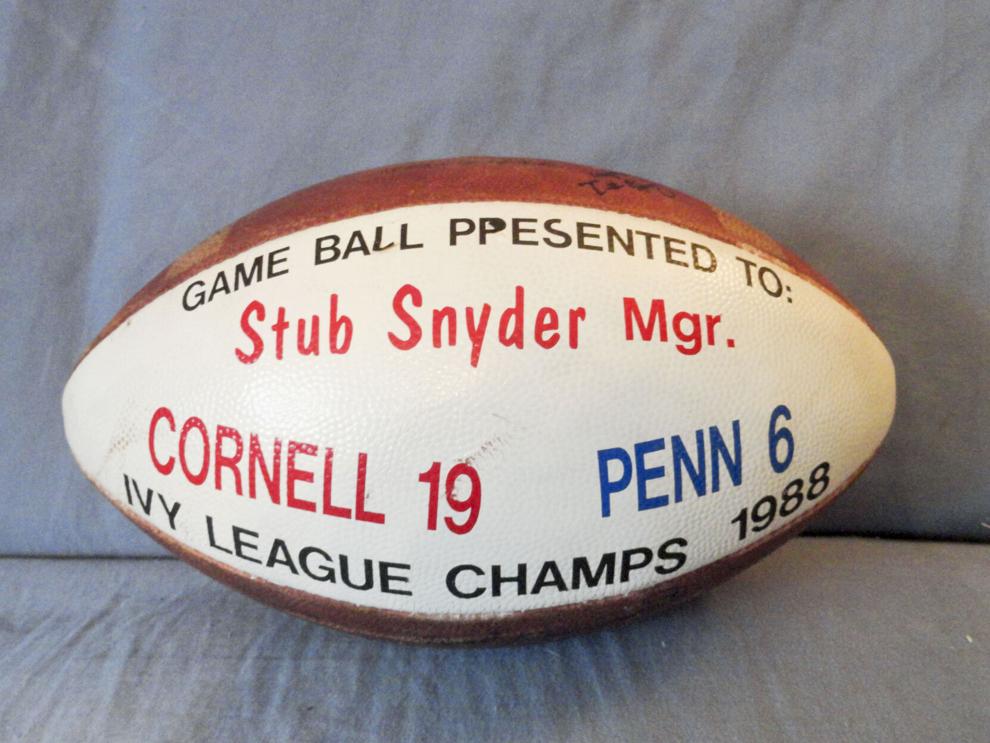 GAME BALL PPESENTED TO:
Stub Snyder Mgr.
CORNELL 19 PENN 6
IVY LEAGUE CHAMPS 1988